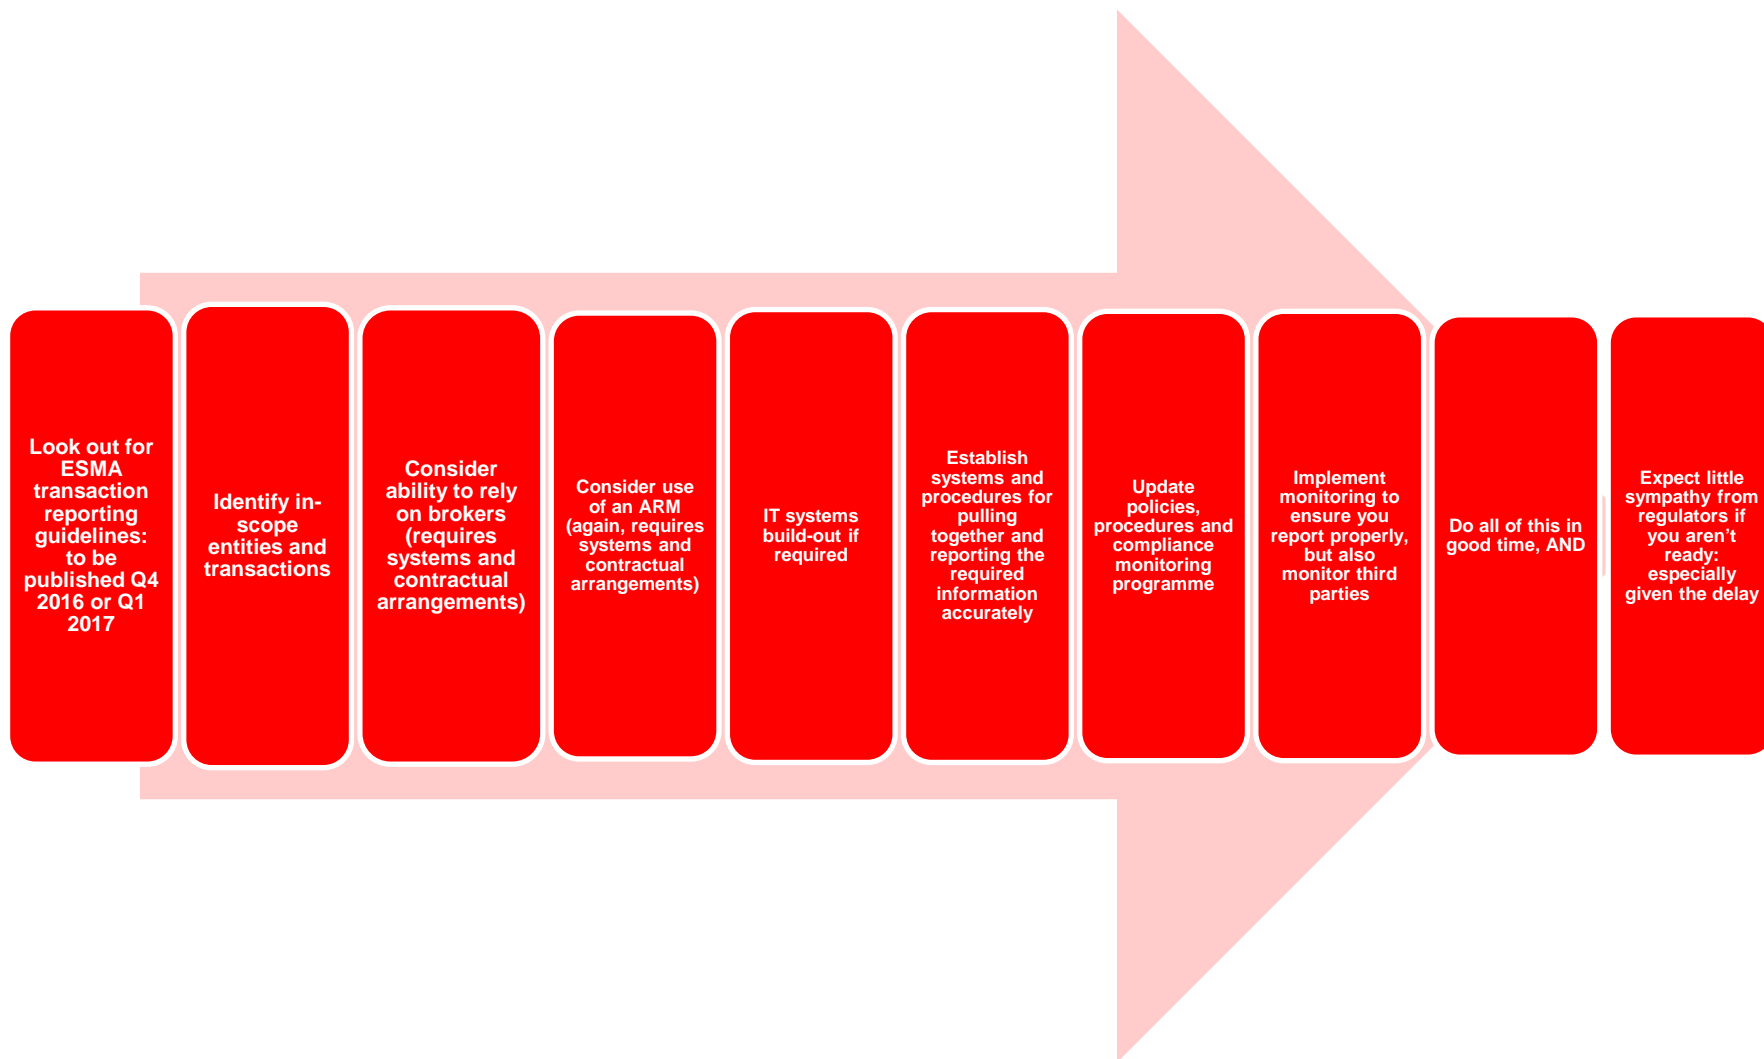 Look out for
ESMA
transaction
reporting
guidelines:
to be
published Q4
2016 or Q1
2017
Identify in-
scope
entities and
transactions
Consider
ability to rely
on brokers
(requires
systems and
contractual
arrangements)
Consider use
of an ARM
(again, requires
systems and
contractual
arrangements)
IT systems
build-out if
required
Establish
systems and
procedures for
pulling
together and
reporting the
required
information
accurately
Update
policies,
procedures and
compliance
monitoring
programme
Implement
monitoring to
ensure you
report properly,
but also
monitor third
parties
Do all of this in
good time, AND
Expect little
sympathy from
regulators if
you aren’t
ready:
especially
given the delay